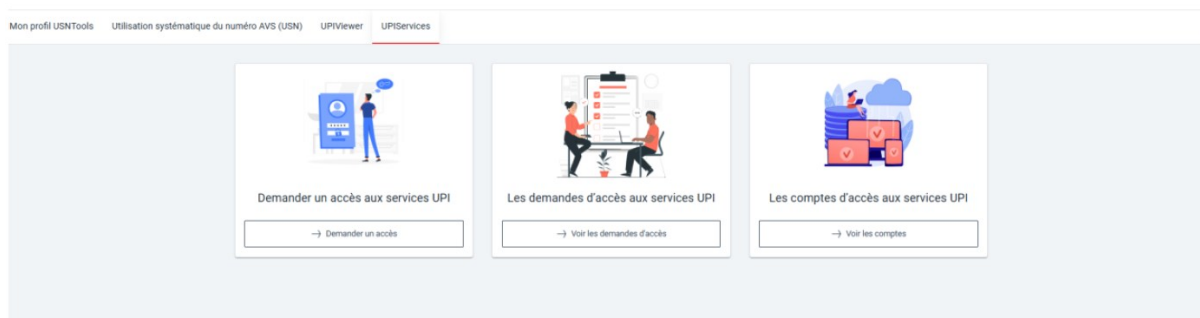 Mon profil USNTools Utilisation systématique du numéro AVS (USN) UPIViewer UPIServices
Demander un accès aux services UPI
→ Demander un accès
Les demandes d'accès aux services UPI
→ Voir les demandes d'accès
Les comptes d'accès aux services UPI
→ Voir les comptes